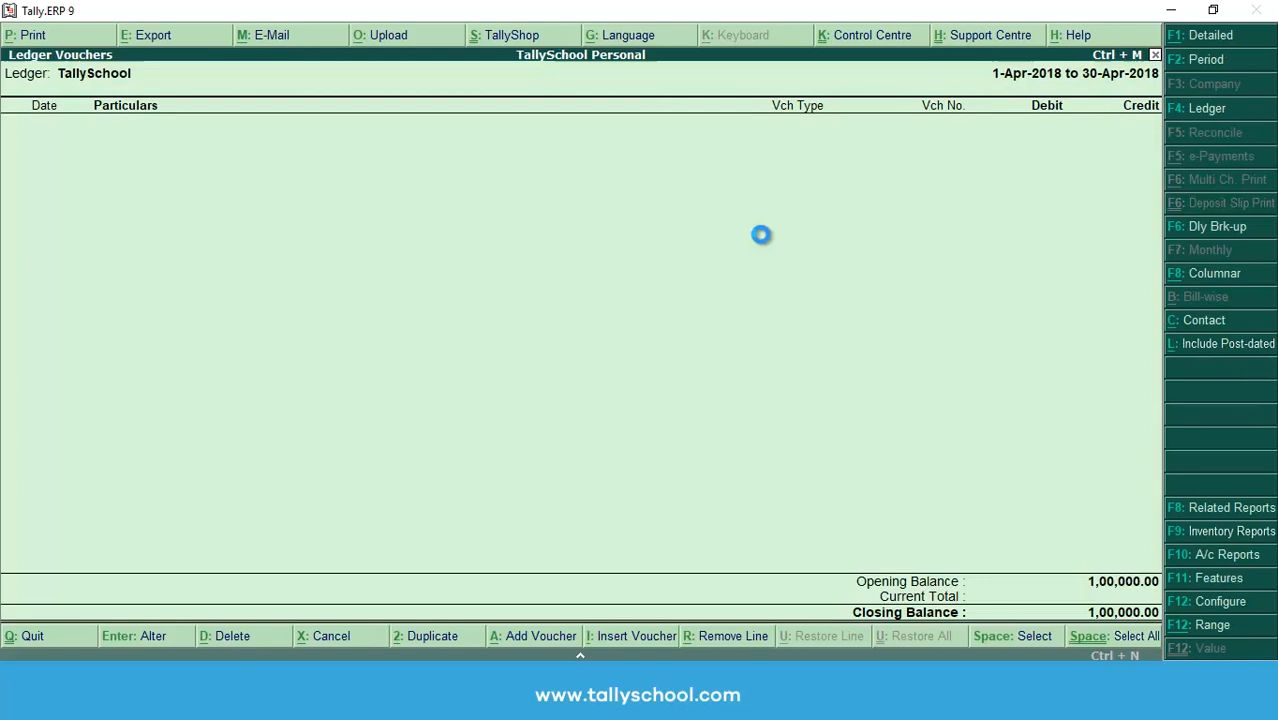 Tally.ERP 9
P: Print E: Export M: E-Mail O: Upload S: TallyShop G: Language K: Keyboard K: Control Centre H: Support Centre H: Help
Ledger Vouchers TallySchool Personal Ctrl + M
Ledger: TallySchool 1-Apr-2018 to 30-Apr-2018
Date Particulars Vch Type Vch No. Debit Credit
F1: Detailed
F2: Period
F3: Company
F4: Ledger
F5: Reconcile
F5: e-Payments
F6: Multi Ch. Print
F6: Deposit Slip Print
F6: Dly Brk-up
F7: Monthly
F8: Columnar
B: Bill-wise
C: Contact
L: Include Post-dated
F8: Related Reports
F9: Inventory Reports
F10: A/c Reports
F11: Features
F12: Configure
F12: Range
F12: Value
Opening Balance : 1,00,000.00
Current Total :
Closing Balance : 1,00,000.00
Q: Quit Enter: Alter D: Delete X: Cancel 2: Duplicate A: Add Voucher I: Insert Voucher R: Remove Line U: Restore Line U: Restore All Space: Select Space: Select All
Ctrl + N
www.tallyschool.com